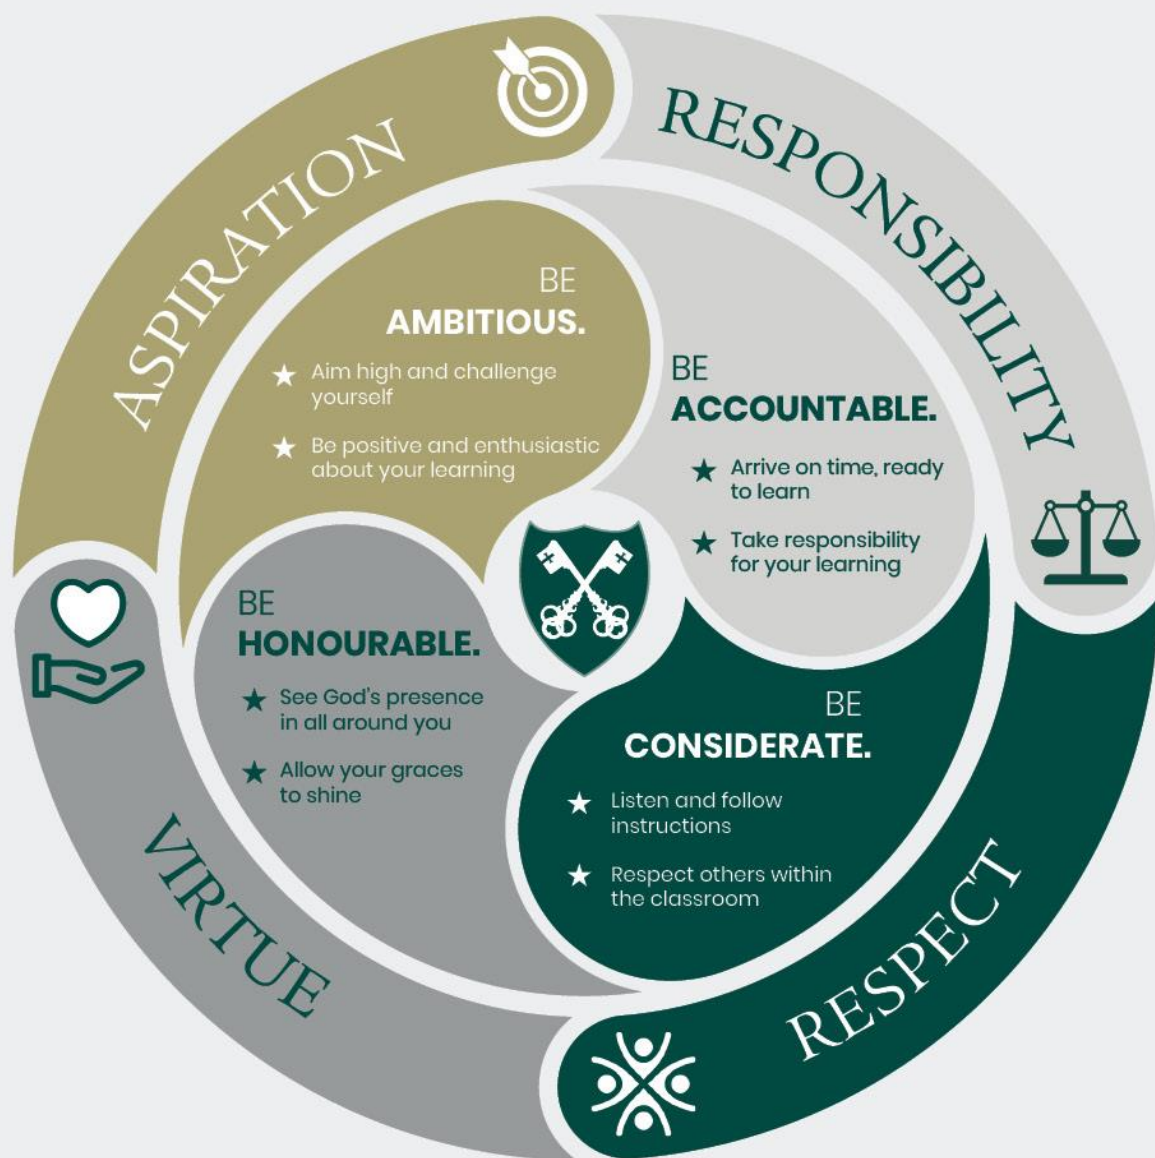 ASPIRATION
RESPONSIBILITY
BE
AMBITIOUS.
★ Aim high and challenge
yourself
★ Be positive and enthusiastic
about your learning
BE
ACCOUNTABLE.
★ Arrive on time, ready
to learn
★ Take responsibility
for your learning
BE
HONOURABLE.
★ See God's presence
in all around you
★ Allow your graces
to shine
BE
CONSIDERATE.
★ Listen and follow
instructions
★ Respect others within
the classroom
VIRTUE
RESPECT